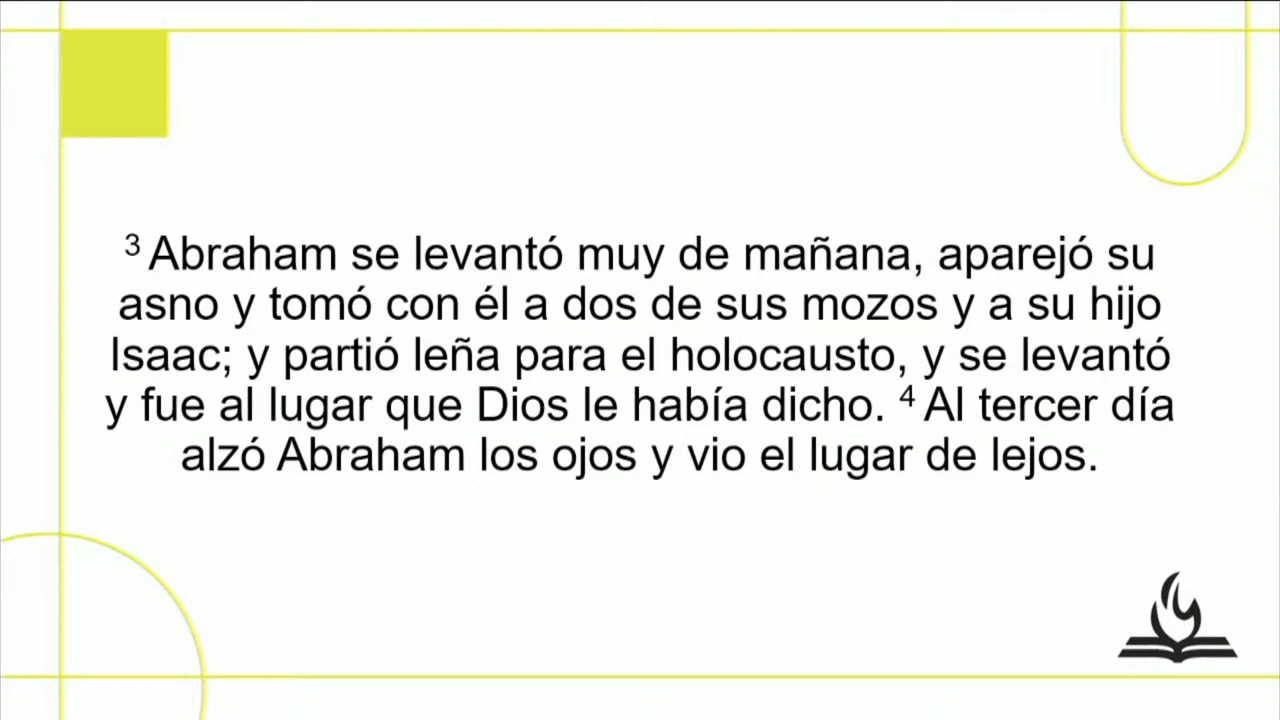 ³ Abraham se levantó muy de mañana, aparejó su
asno y tomó con él a dos de sus mozos y a su hijo
Isaac; y partió leña para el holocausto, y se levantó
y fue al lugar que Dios le había dicho. ⁴ Al tercer día
alzó Abraham los ojos y vio el lugar de lejos.